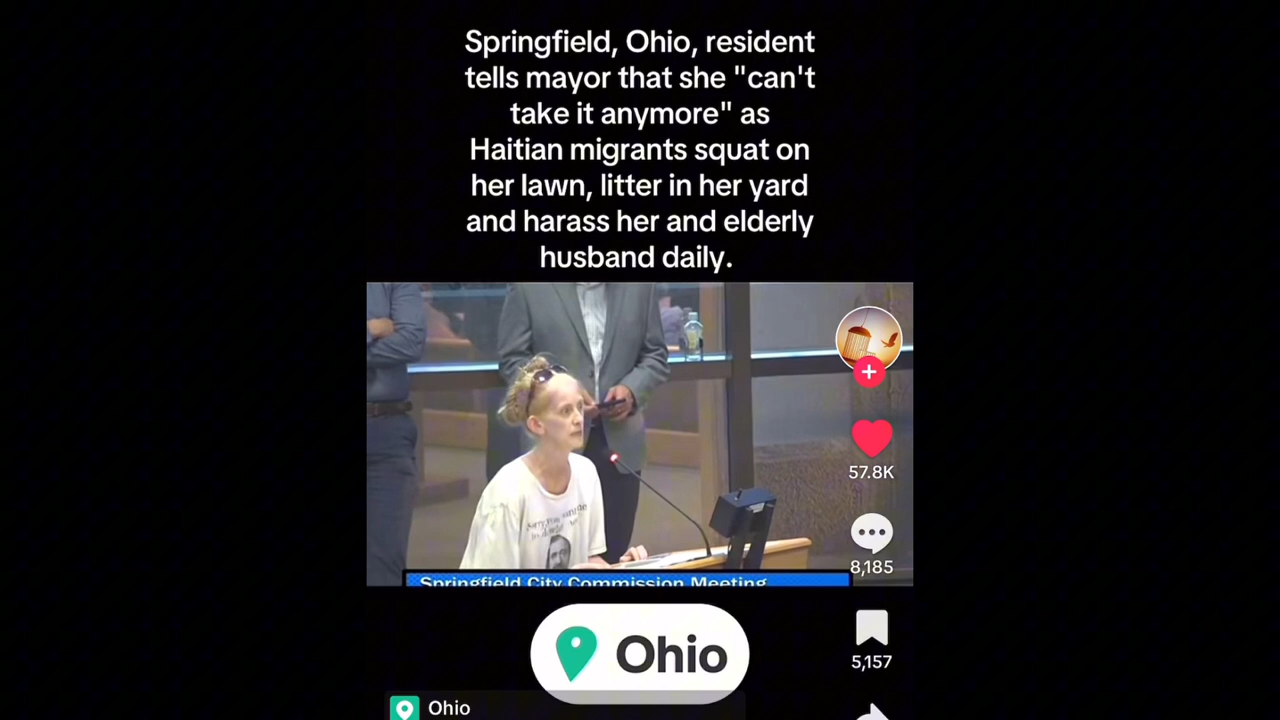 Springfield, Ohio, resident
tells mayor that she "can't
take it anymore" as
Haitian migrants squat on
her lawn, litter in her yard
and harass her and elderly
husband daily.
57.8K
8,185
Springfield City Commission Meeting
Ohio
5,157
Ohio